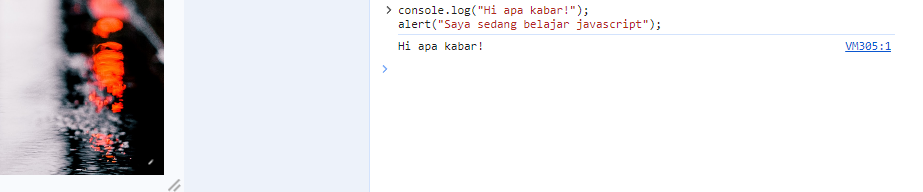 console.log("Hi apa kabar!");
alert("Saya sedang belajar javascript");
Hi apa kabar! VM305:1